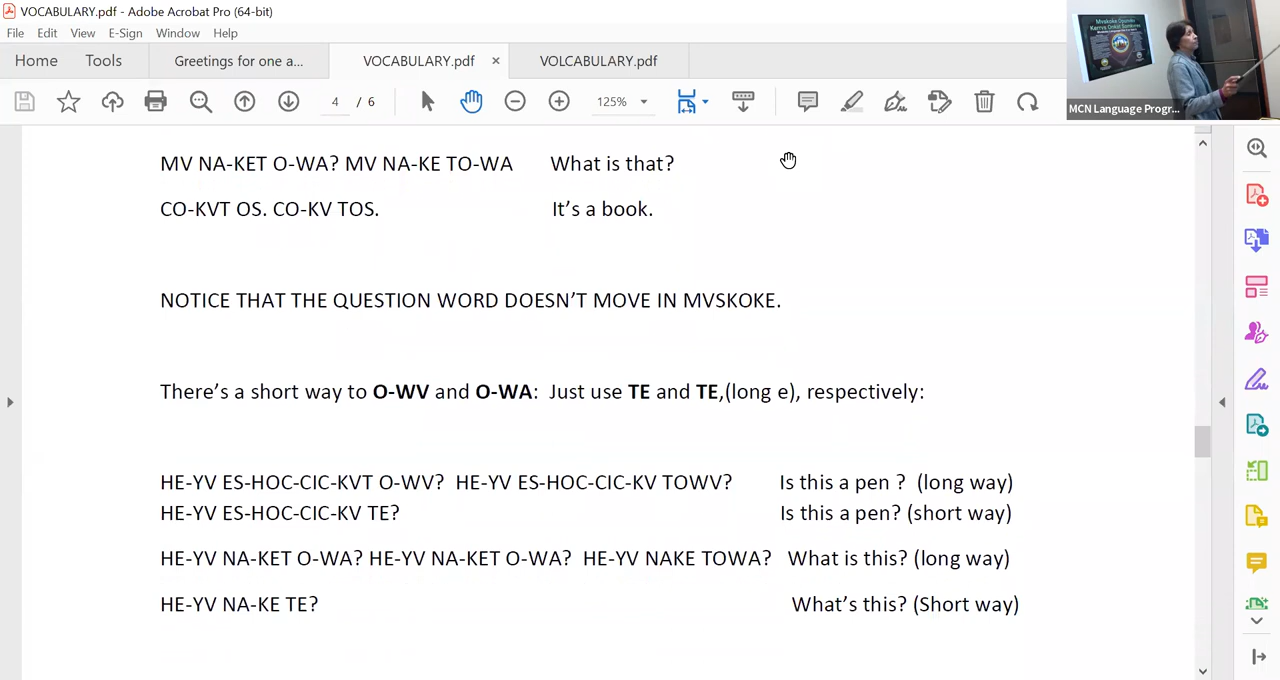 VOCABULARY.pdf - Adobe Acrobat Pro (64-bit)
File Edit View E-Sign Window Help
Home Tools Greetings for one a... VOCABULARY.pdf × VOLCABULARY.pdf
4 / 6 125%
MCN Language Progr...
MV NA-KET O-WA? MV NA-KE TO-WA What is that?
CO-KVT OS. CO-KV TOS. It's a book.
NOTICE THAT THE QUESTION WORD DOESN'T MOVE IN MVSKOKE.
There's a short way to O-WV and O-WA: Just use TE and TE,(long e), respectively:
HE-YV ES-HOC-CIC-KVT O-WV? HE-YV ES-HOC-CIC-KV TOWV? Is this a pen ? (long way)
HE-YV ES-HOC-CIC-KV TE? Is this a pen? (short way)
HE-YV NA-KET O-WA? HE-YV NA-KET O-WA? HE-YV NAKE TOWA? What is this? (long way)
HE-YV NA-KE TE? What's this? (Short way)